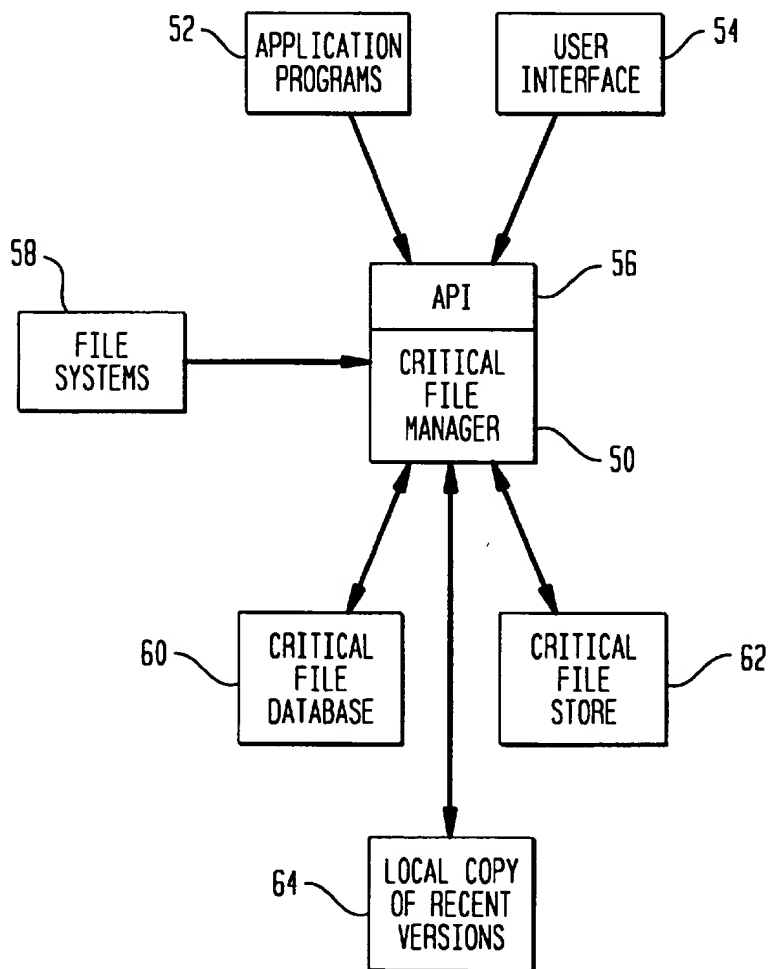 52
APPLICATION
PROGRAMS
USER
INTERFACE
54
58
FILE
SYSTEMS
API
56
CRITICAL
FILE
MANAGER
50
60
CRITICAL
FILE
DATABASE
CRITICAL
FILE
STORE
62
64
LOCAL COPY
OF RECENT
VERSIONS